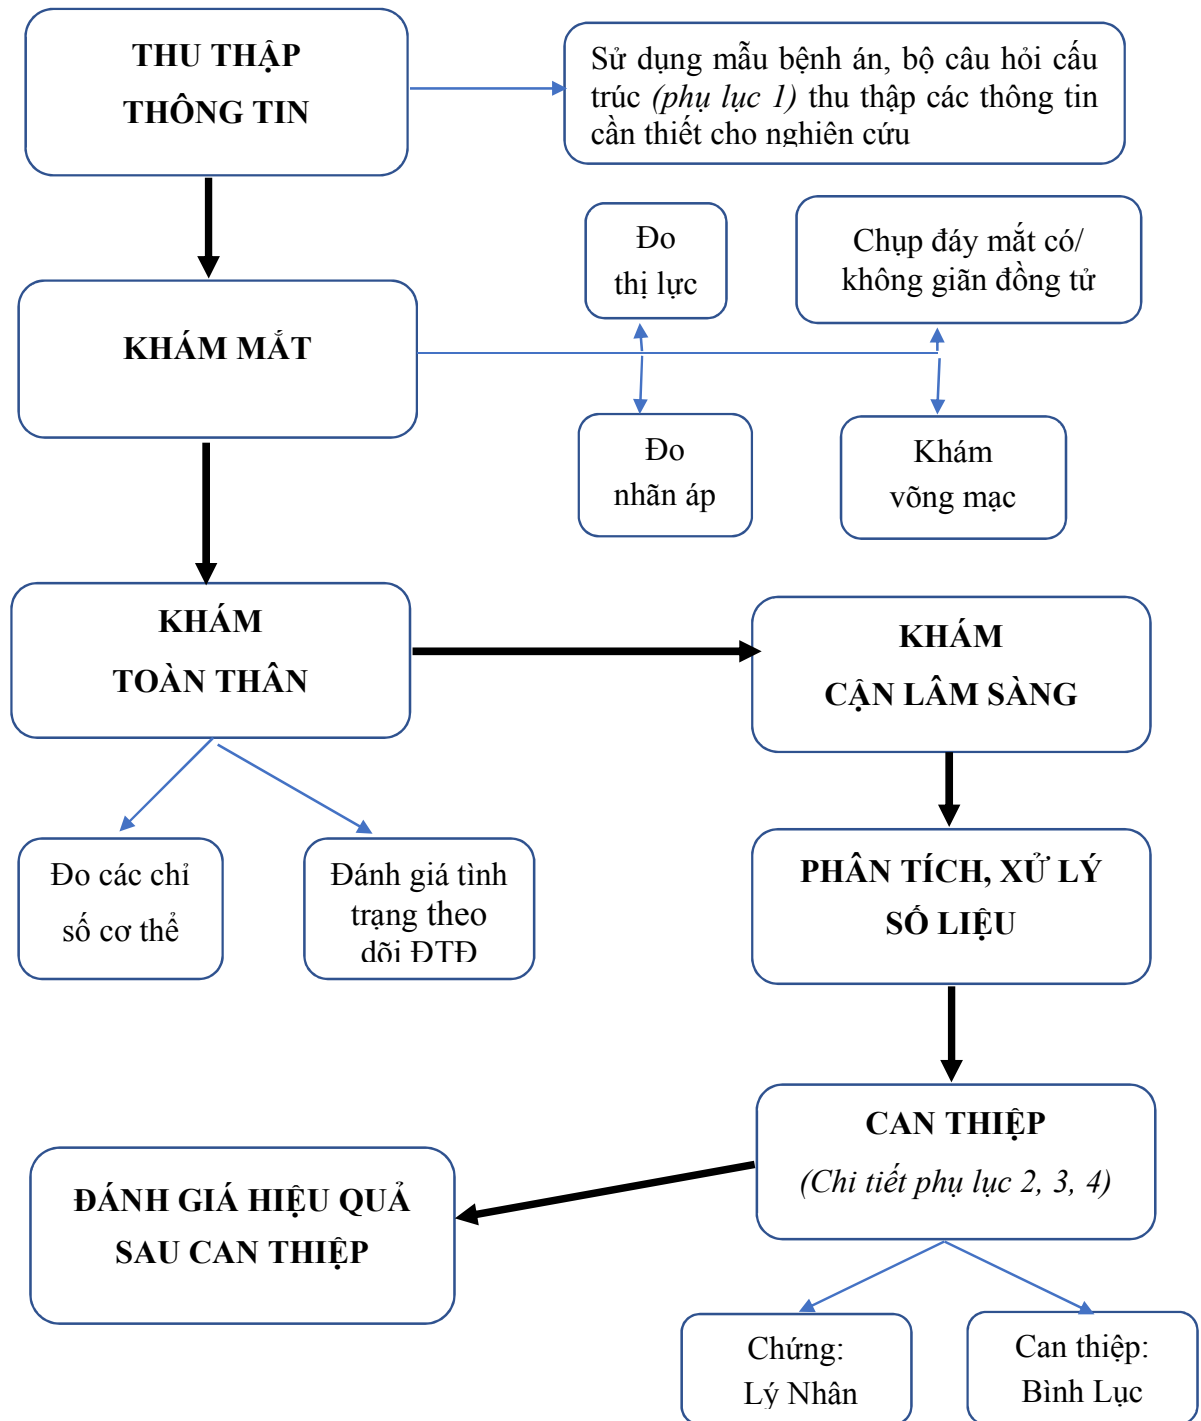 THU THẬP
THÔNG TIN
Sử dụng mẫu bệnh án, bộ câu hỏi cấu
trúc (phụ lục 1) thu thập các thông tin
cần thiết cho nghiên cứu
Đo
thị lực
Chụp đáy mắt có/
không giãn đồng tử
KHÁM MẮT
Đo
nhãn áp
Khám
võng mạc
KHÁM
TOÀN THÂN
KHÁM
CẬN LÂM SÀNG
Đo các chỉ
số cơ thể
Đánh giá tình
trạng theo
dõi ĐTĐ
PHÂN TÍCH, XỬ LÝ
SỐ LIỆU
CAN THIỆP
(Chi tiết phụ lục 2, 3, 4)
ĐÁNH GIÁ HIỆU QUẢ
SAU CAN THIỆP
Chứng:
Lý Nhân
Can thiệp:
Bình Lục